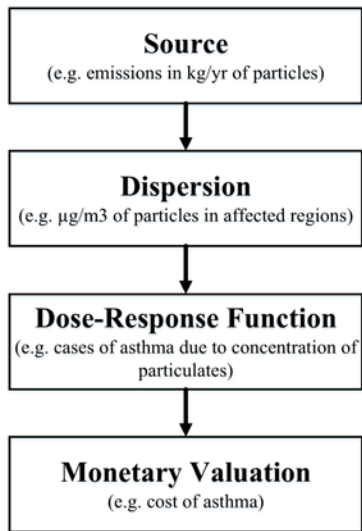 Source
(e.g. emissions in kg/yr of particles)
Dispersion
(e.g. µg/m3 of particles in affected regions)
Dose-Response Function
(e.g. cases of asthma due to concentration of
particulates)
Monetary Valuation
(e.g. cost of asthma)